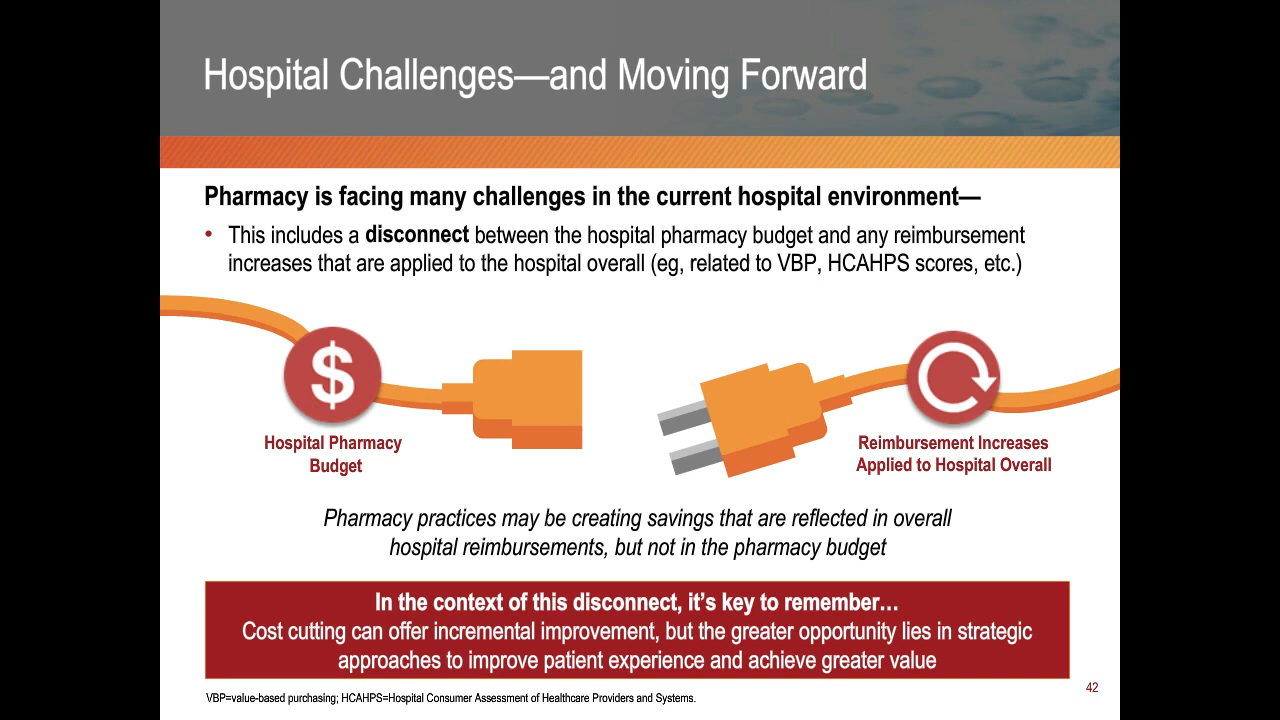 Hospital Challenges—and Moving Forward
Pharmacy is facing many challenges in the current hospital environment—
• This includes a disconnect between the hospital pharmacy budget and any reimbursement
increases that are applied to the hospital overall (eg, related to VBP, HCAHPS scores, etc.)
$
Hospital Pharmacy
Budget
Reimbursement Increases
Applied to Hospital Overall
Pharmacy practices may be creating savings that are reflected in overall
hospital reimbursements, but not in the pharmacy budget
In the context of this disconnect, it’s key to remember…
Cost cutting can offer incremental improvement, but the greater opportunity lies in strategic
approaches to improve patient experience and achieve greater value
VBP=value-based purchasing; HCAHPS=Hospital Consumer Assessment of Healthcare Providers and Systems.
42